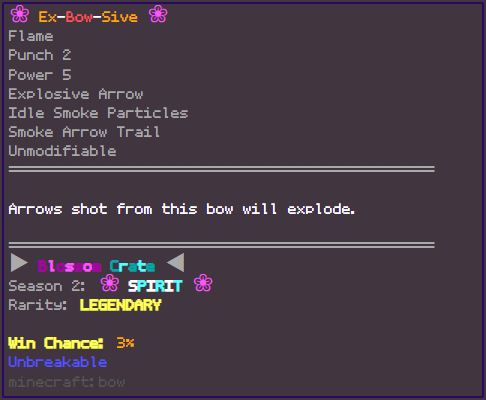 ❀ Ex-Bow-Sive ❀
Flame
Punch 2
Power 5
Explosive Arrow
Idle Smoke Particles
Smoke Arrow Trail
Unmodifiable
Arrows shot from this bow will explode.
▶ Blossom Crate ◀
Season 2: ❀ SPIRIT ❀
Rarity: LEGENDARY
Win Chance: 3%
Unbreakable
minecraft:bow